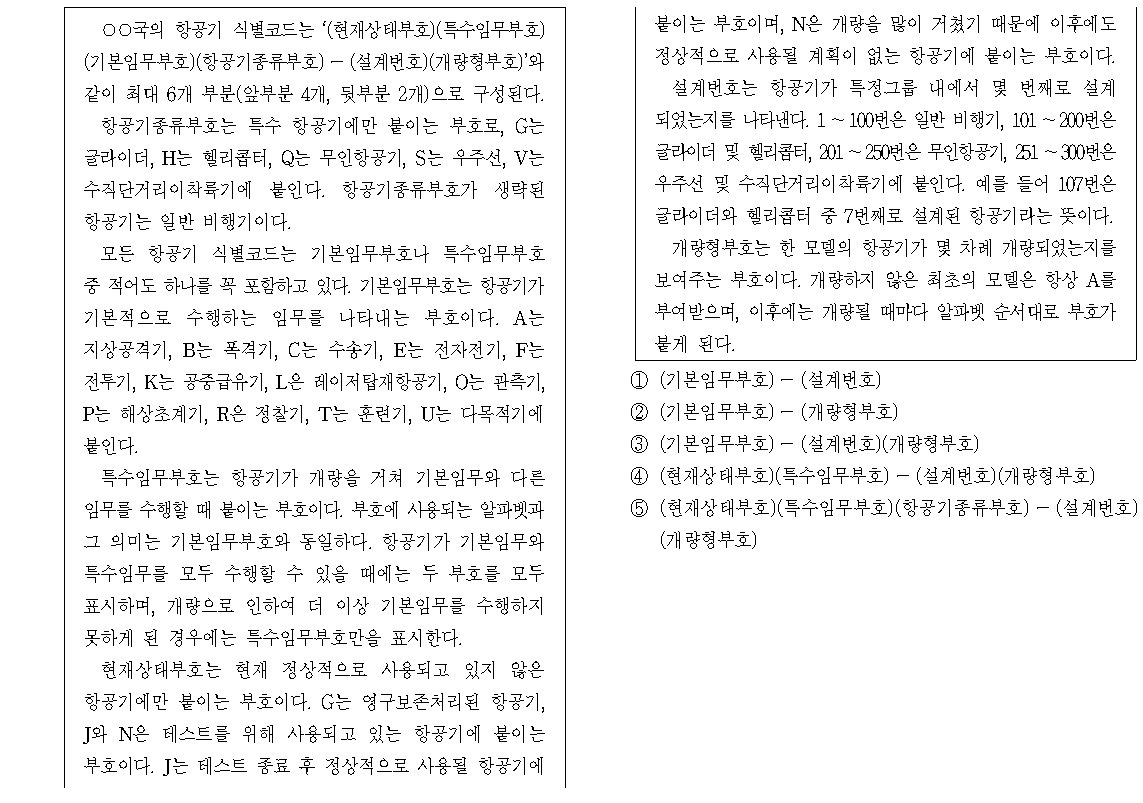 ○○국의 항공기 식별코드는 ‘(현재상태부호)(특수임무부호)
(기본임무부호)(항공기종류부호) － (설계번호)(개량형부호)’와
같이 최대 6개 부분(앞부분 4개, 뒷부분 2개)으로 구성된다.
항공기종류부호는 특수 항공기에만 붙이는 부호로, G는
글라이더, H는 헬리콥터, Q는 무인항공기, S는 우주선, V는
수직단거리이착륙기에 붙인다. 항공기종류부호가 생략된
항공기는 일반 비행기이다.
모든 항공기 식별코드는 기본임무부호나 특수임무부호
중 적어도 하나를 꼭 포함하고 있다. 기본임무부호는 항공기가
기본적으로 수행하는 임무를 나타내는 부호이다. A는
지상공격기, B는 폭격기, C는 수송기, E는 전자전기, F는
전투기, K는 공중급유기, L은 레이저탑재항공기, O는 관측기,
P는 해상초계기, R은 정찰기, T는 훈련기, U는 다목적기에
붙인다.
특수임무부호는 항공기가 개량을 거쳐 기본임무와 다른
임무를 수행할 때 붙이는 부호이다. 부호에 사용되는 알파벳과
그 의미는 기본임무부호와 동일하다. 항공기가 기본임무와
특수임무를 모두 수행할 수 있을 때에는 두 부호를 모두
표시하며, 개량으로 인하여 더 이상 기본임무를 수행하지
못하게 된 경우에는 특수임무부호만을 표시한다.
현재상태부호는 현재 정상적으로 사용되고 있지 않은
항공기에만 붙이는 부호이다. G는 영구보존처리된 항공기,
J와 N은 테스트를 위해 사용되고 있는 항공기에 붙이는
부호이다. J는 테스트 종료 후 정상적으로 사용될 항공기에
붙이는 부호이며, N은 개량을 많이 거쳤기 때문에 이후에도
정상적으로 사용될 계획이 없는 항공기에 붙이는 부호이다.
설계번호는 항공기가 특정그룹 내에서 몇 번째로 설계
되었는지를 나타낸다. 1 ~ 100번은 일반 비행기, 101 ~ 200번은
글라이더 및 헬리콥터, 201 ~ 250번은 무인항공기, 251 ~ 300번은
우주선 및 수직단거리이착륙기에 붙인다. 예를 들어 107번은
글라이더와 헬리콥터 중 7번째로 설계된 항공기라는 뜻이다.
개량형부호는 한 모델의 항공기가 몇 차례 개량되었는지를
보여주는 부호이다. 개량하지 않은 최초의 모델은 항상 A를
부여받으며, 이후에는 개량될 때마다 알파벳 순서대로 부호가
붙게 된다.
① (기본임무부호) － (설계번호)
② (기본임무부호) － (개량형부호)
③ (기본임무부호) － (설계번호)(개량형부호)
④ (현재상태부호)(특수임무부호) － (설계번호)(개량형부호)
⑤ (현재상태부호)(특수임무부호)(항공기종류부호) － (설계번호)
(개량형부호)